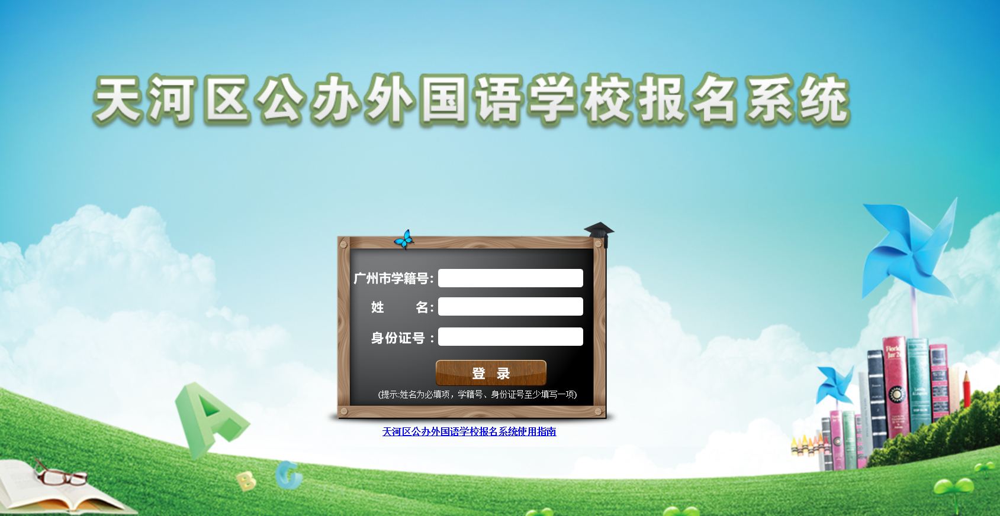 天河区公办外国语学校报名系统
广州市学籍号:
姓 名:
身份证号 :
登 录
(提示:姓名为必填项，学籍号、身份证号至少填写一项)
天河区公办外国语学校报名系统使用指南
A
B
G